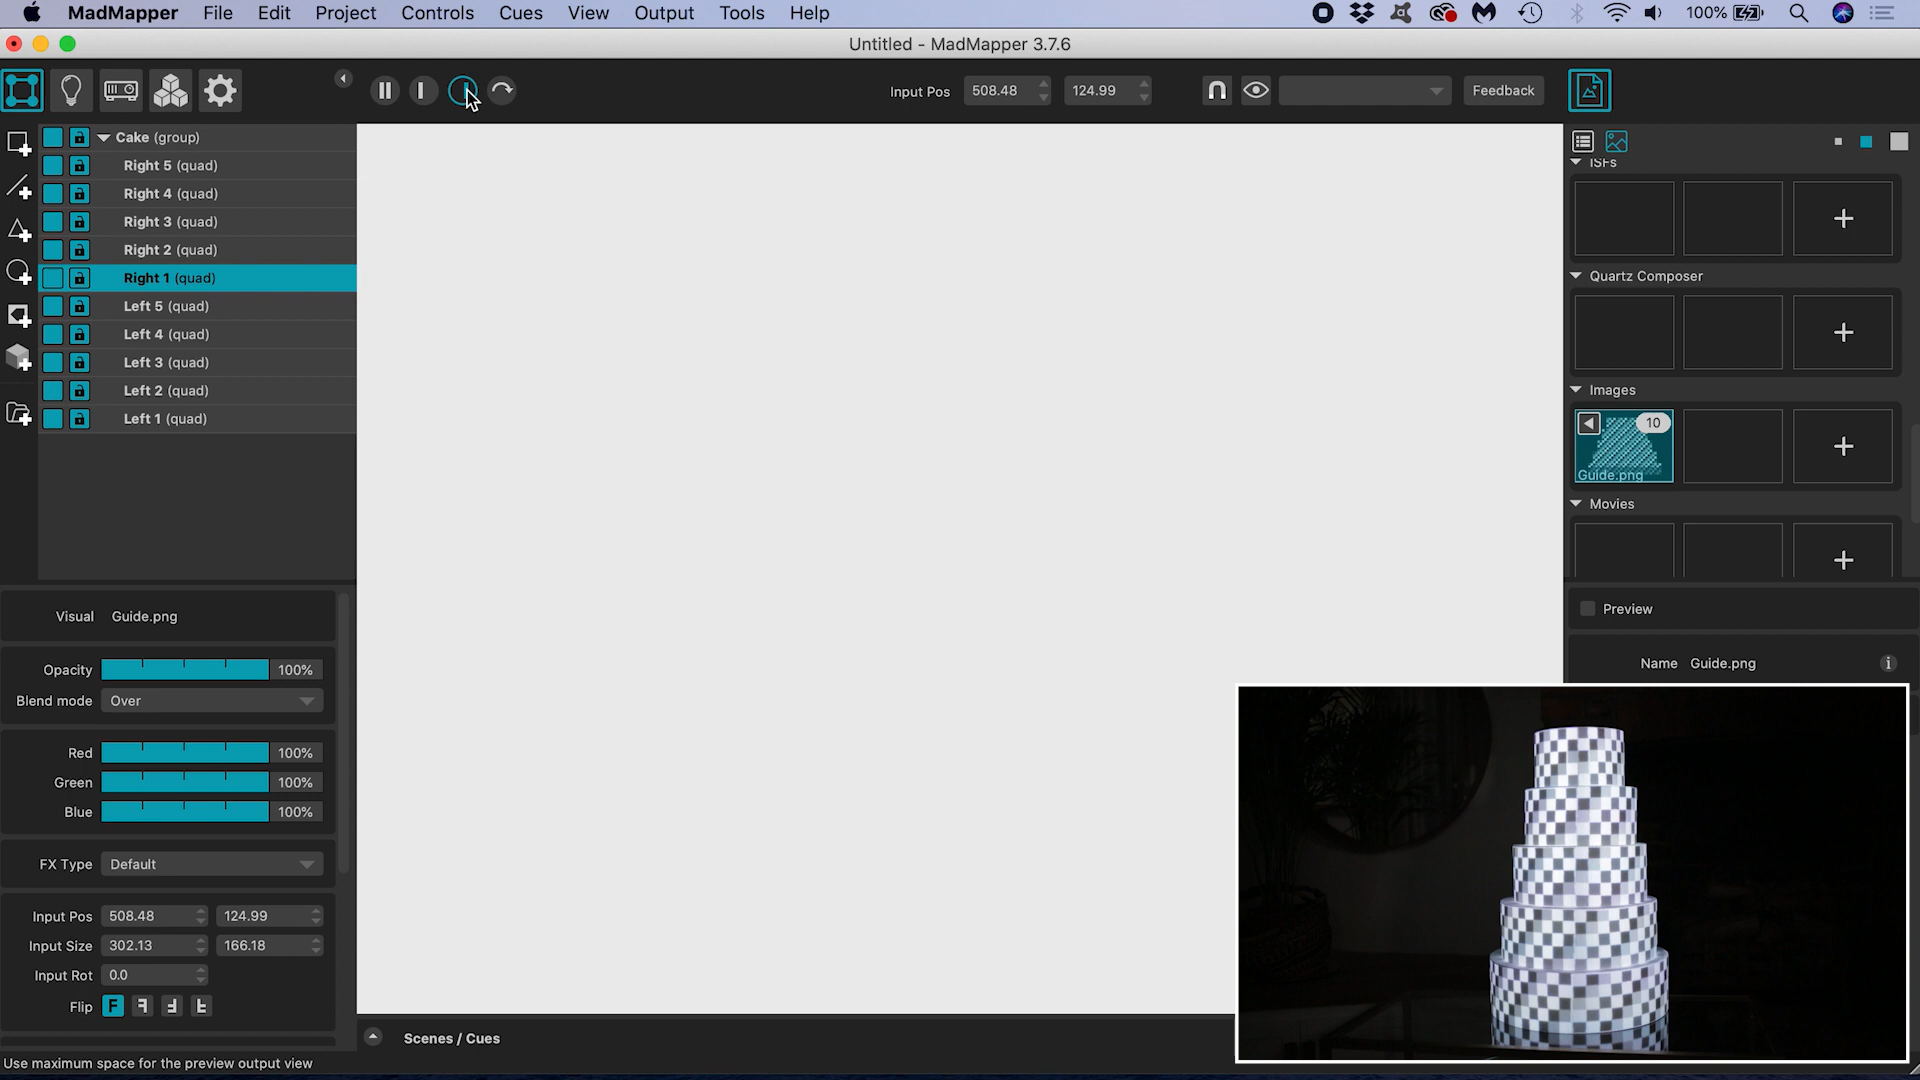 MadMapper File Edit Project Controls Cues View Output Tools Help 100%
Untitled - MadMapper 3.7.6
Input Pos 508.48 124.99 Feedback
Cake (group)
Right 5 (quad)
Right 4 (quad)
Right 3 (quad)
Right 2 (quad)
Right 1 (quad)
Left 5 (quad)
Left 4 (quad)
Left 3 (quad)
Left 2 (quad)
Left 1 (quad)
Visual Guide.png
Opacity 100%
Blend mode Over
Red 100%
Green 100%
Blue 100%
FX Type Default
Input Pos 508.48 124.99
Input Size 302.13 166.18
Input Rot 0.0
Flip
Use maximum space for the preview output view
Scenes / Cues
ISFs
Quartz Composer
Images
10
Guide.png
Movies
Preview
Name Guide.png